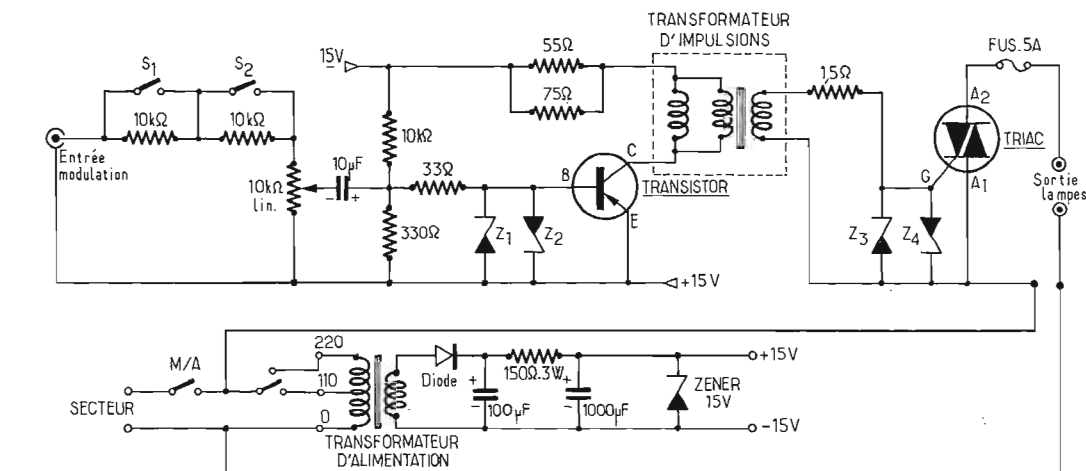 TRANSFORMATEUR
D'IMPULSIONS
FUS.5A
S1
S2
15V
-
55Ω
75Ω
1,5Ω
A2
10kΩ
10kΩ
10kΩ
Entrée
modulation
10kΩ
lin.
10µF
-
+
33Ω
B
C
E
TRANSISTOR
TRIAC
G
A1
Sortie
lampes
330Ω
Z1
Z2
Z3
Z4
+15V
M/A
220
110
0
SECTEUR
Diode
+
-
100µF
150Ω.3W
+
-
1000µF
ZENER
15V
+15V
-15V
TRANSFORMATEUR
D'ALIMENTATION